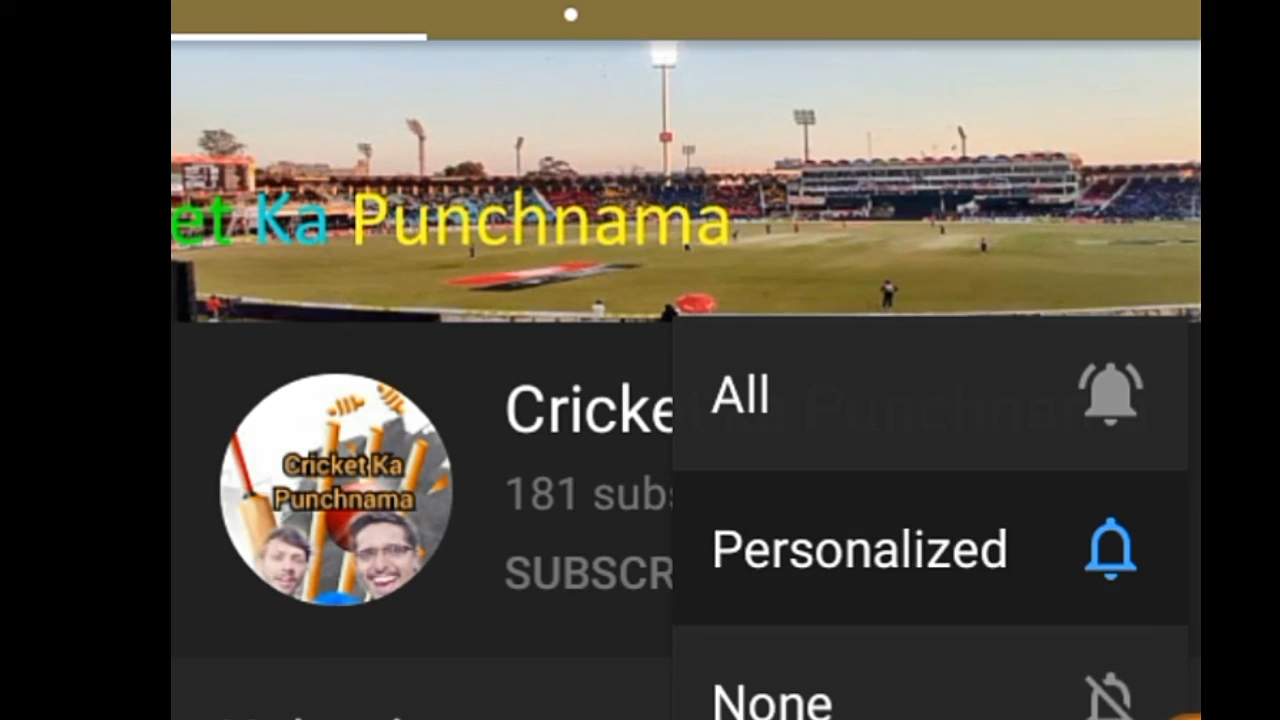 et Ka Punchnama
Cricket Ka
Punchnama
Cricke
181 subs
SUBSCR
All
Personalized
None